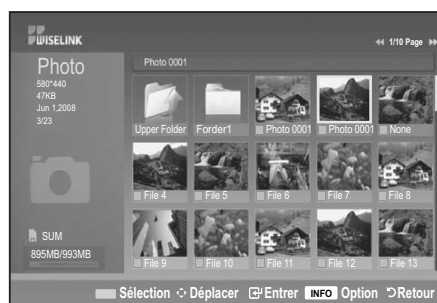 WISELINK
1/10 Page
Photo
580*440
47KB
Jun 1,2008
3/23
Photo 0001
Upper Folder
Forder1
Photo 0001
Photo 0001
None
File 4
File 5
File 6
File 7
File 8
SUM
895MB/993MB
File 9
File 10
File 11
File 12
File 13
Sélection Déplacer Entrer INFO Option Retour